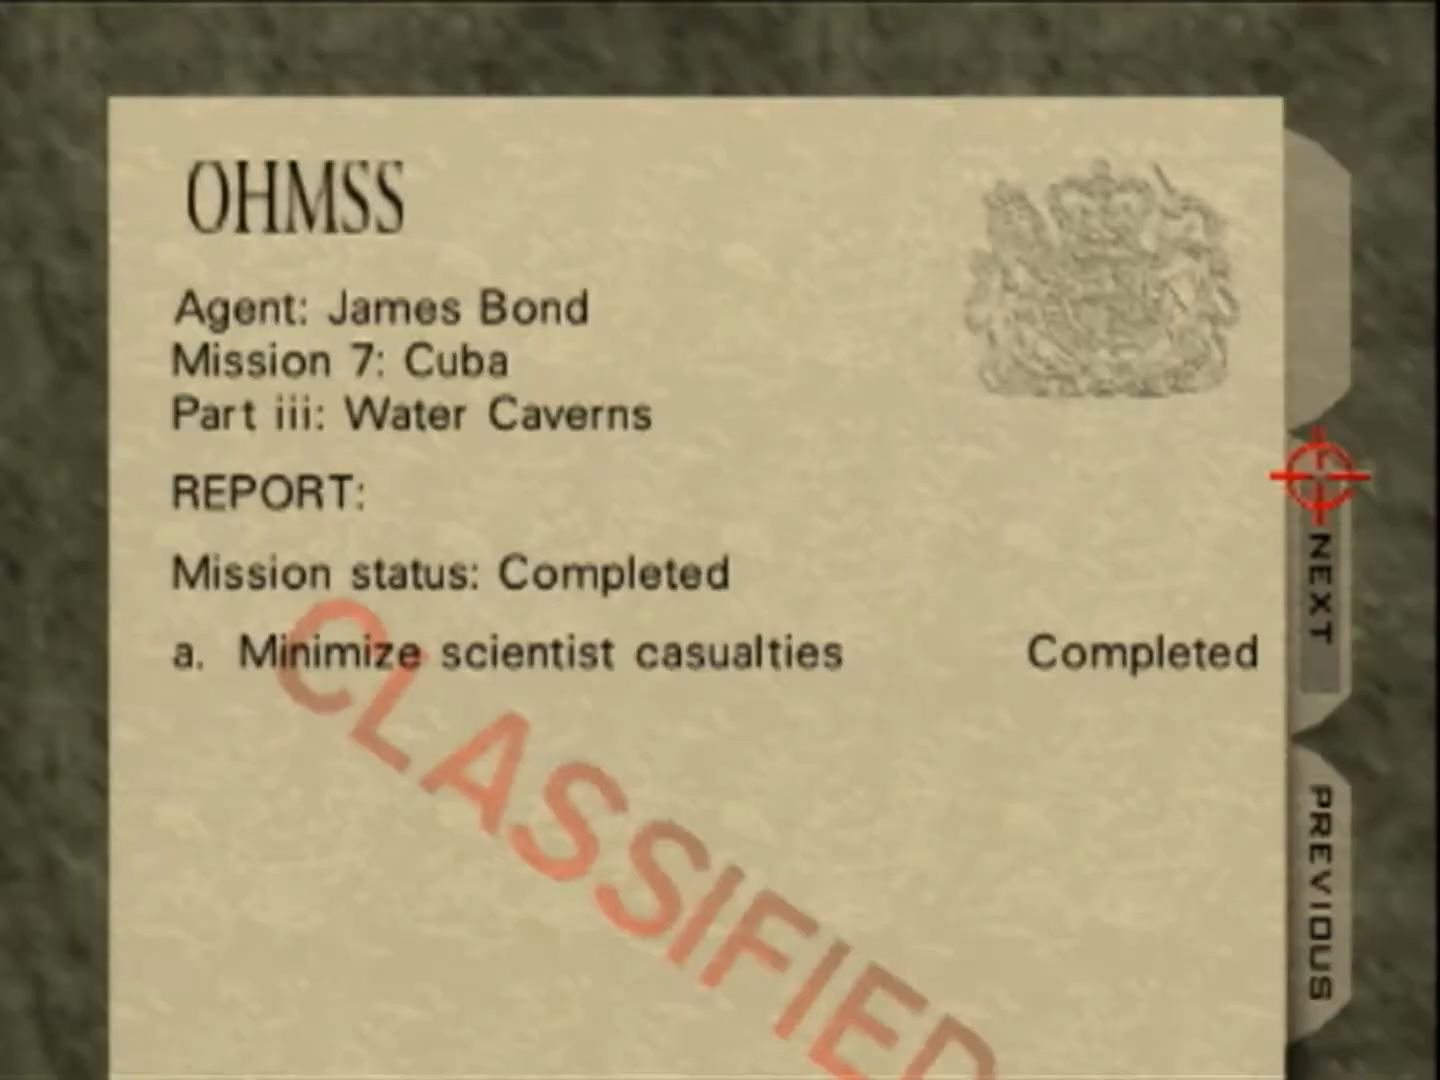 OHMSS
Agent: James Bond
Mission 7: Cuba
Part iii: Water Caverns
REPORT:
Mission status: Completed
a. Minimize scientist casualties Completed
CLASSIFIED
NEXT
PREVIOUS